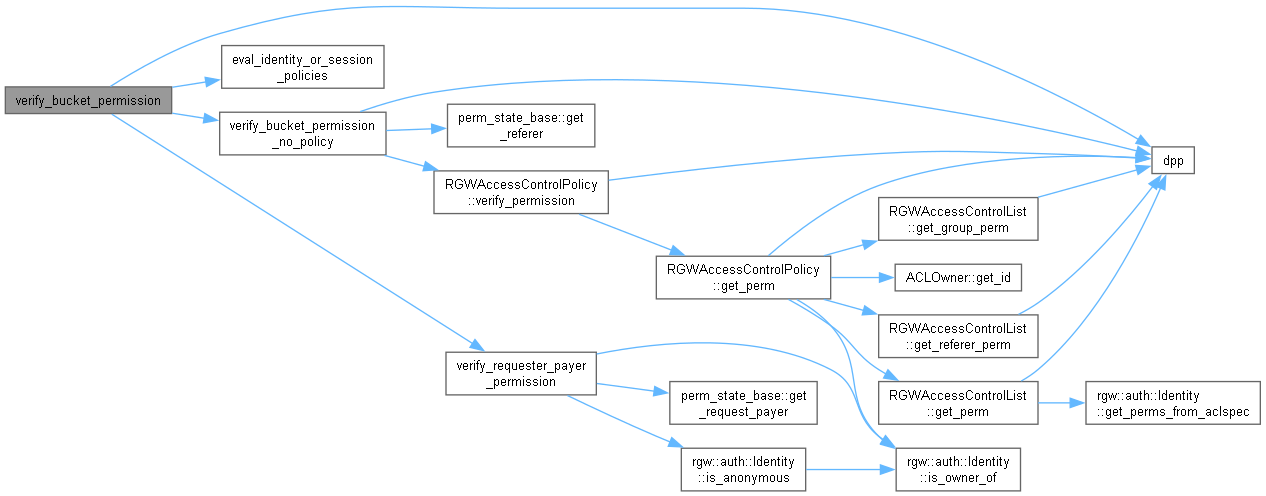 verify_bucket_permission
eval_identity_or_session
_policies
verify_bucket_permission
_no_policy
perm_state_base::get
_referer
dpp
RGWAccessControlPolicy
::verify_permission
RGWAccessControlList
::get_group_perm
RGWAccessControlPolicy
::get_perm
ACLOwner::get_id
RGWAccessControlList
::get_referer_perm
verify_requester_payer
_permission
perm_state_base::get
_request_payer
RGWAccessControlList
::get_perm
rgw::auth::Identity
::get_perms_from_aclspec
rgw::auth::Identity
::is_anonymous
rgw::auth::Identity
::is_owner_of